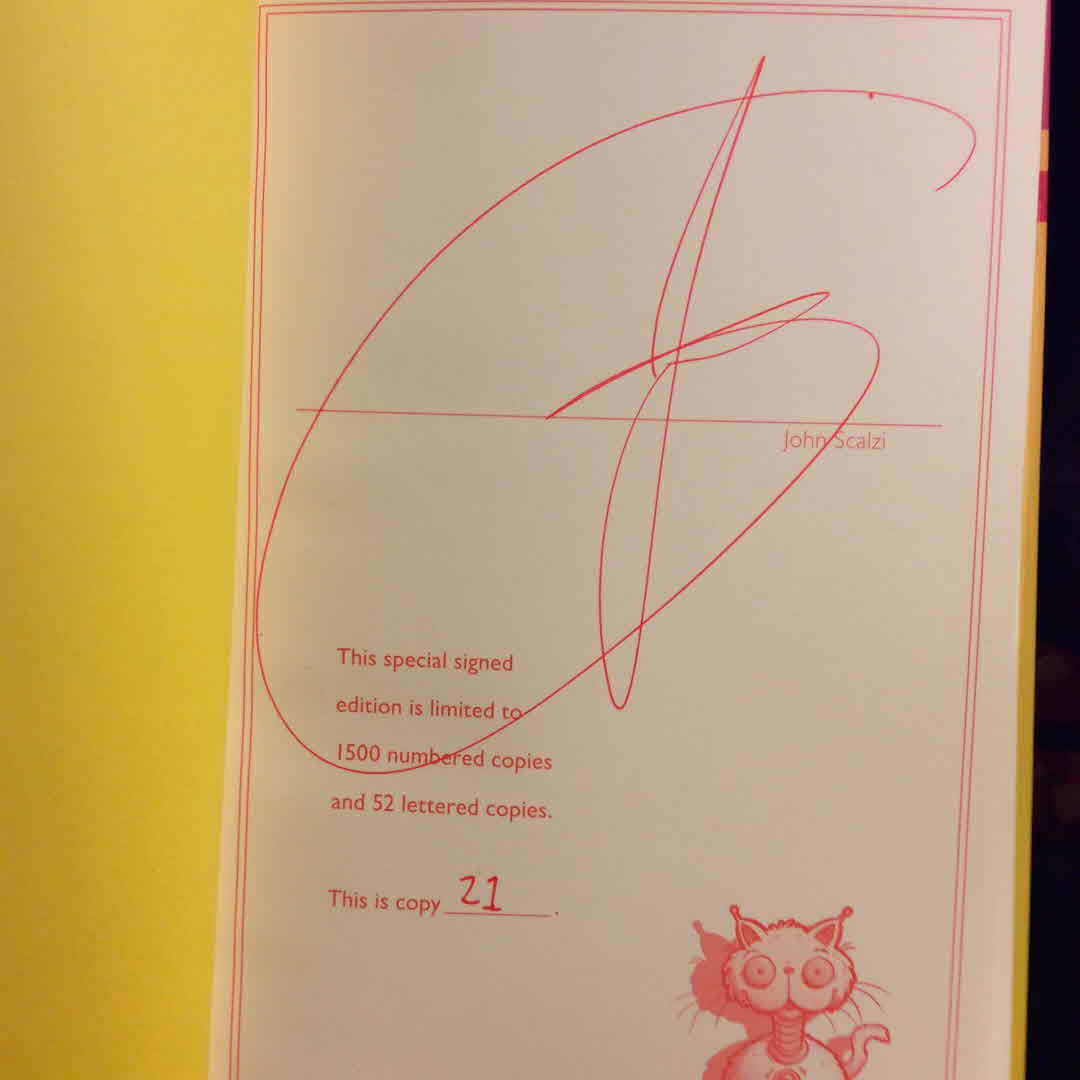 John Scalzi
This special signed
edition is limited to
1500 numbered copies
and 52 lettered copies.
This is copy 21.